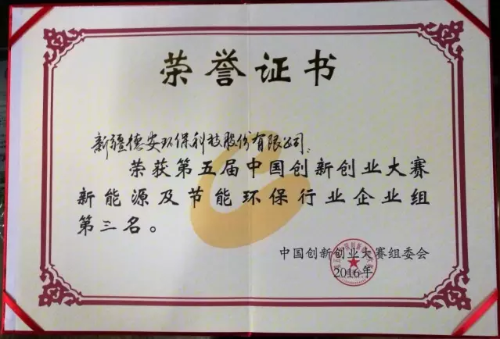 荣誉证书
新疆德安环保科技股份有限公司:
荣获第五届中国创新创业大赛
新能源及节能环保行业企业组
第三名。
中国创新创业大赛组委会
2016年